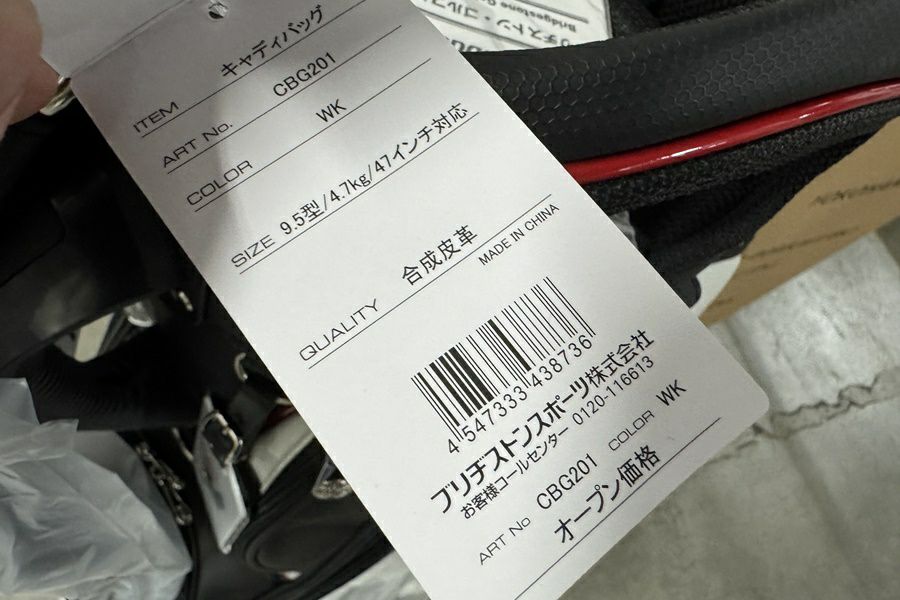 ITEM キャディバッグ
ART No. CBG201
COLOR WK
SIZE 9.5型/4.7kg/47インチ対応
QUALITY 合成皮革
MADE IN CHINA
4 547333 438736
ブリヂストンスポーツ株式会社
お客様コールセンター 0120-116613
ART No CBG201 COLOR WK
オープン価格